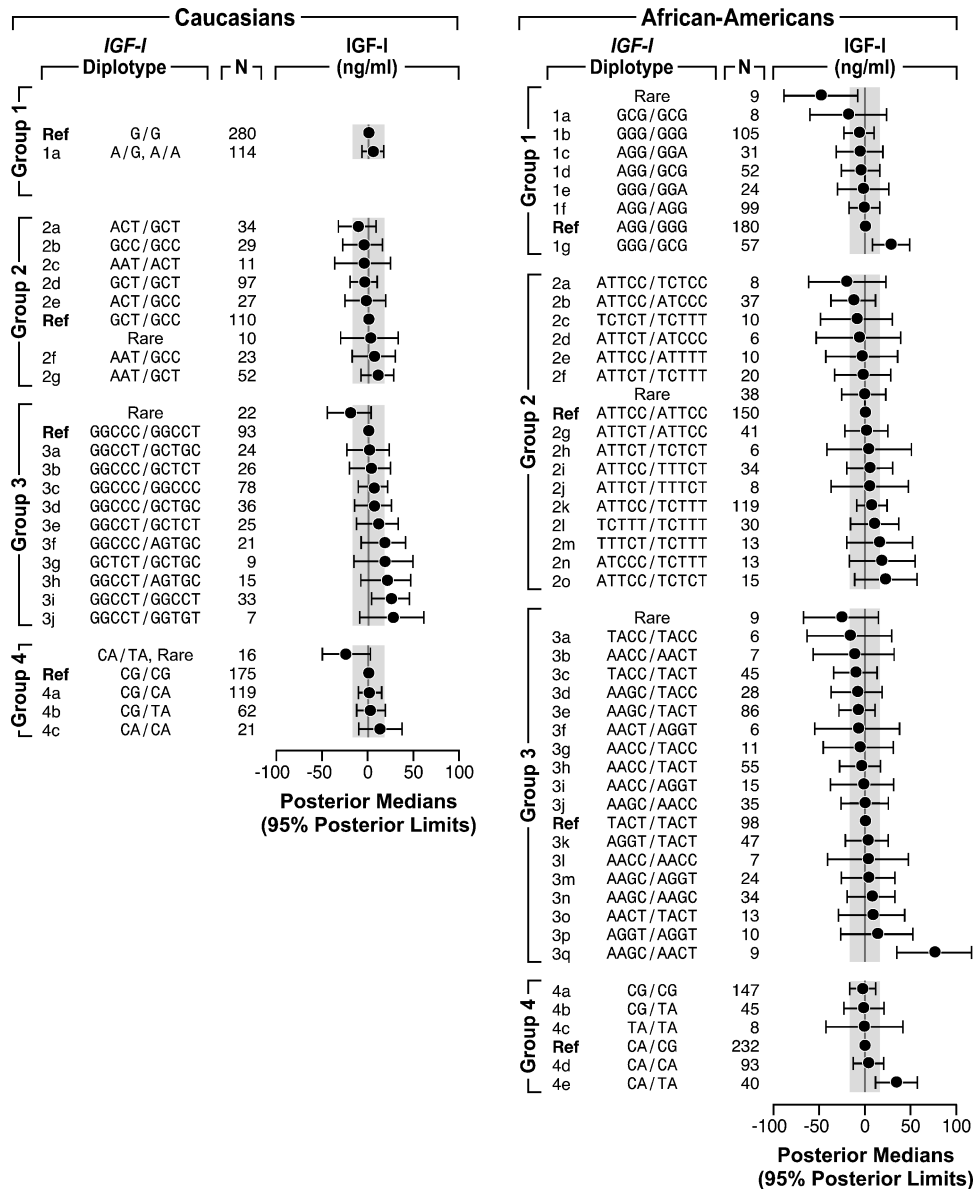 Caucasians
IGF-I IGF-I
Diplotype N (ng/ml)
Group 1
Ref G/G 280
1a A/G, A/A 114
Group 2
2a ACT/GCT 34
2b GCC/GCC 29
2c AAT/ACT 11
2d GCT/GCT 97
2e ACT/GCC 27
Ref GCT/GCC 110
Rare 10
2f AAT/GCC 23
2g AAT/GCT 52
Group 3
Rare 22
Ref GGCCC/GGCCT 93
3a GGCCT/GCTGC 24
3b GGCCC/GCTCT 26
3c GGCCC/GGCCC 78
3d GGCCC/GCTGC 36
3e GGCCT/GCTCT 25
3f GGCCC/AGTGC 21
3g GCTCT/GCTGC 9
3h GGCCT/AGTGC 15
3i GGCCT/GGCCT 33
3j GGCCT/GGTGT 7
Group 4
CA/TA, Rare 16
Ref CG/CG 175
4a CG/CA 119
4b CG/TA 62
4c CA/CA 21
-100 -50 0 50 100
Posterior Medians
(95% Posterior Limits)
African-Americans
IGF-I IGF-I
Diplotype N (ng/ml)
Group 1
Rare 9
1a GCG/GCG 8
1b GGG/GGG 105
1c AGG/GGA 31
1d AGG/GCG 52
1e GGG/GGA 24
1f AGG/AGG 99
Ref AGG/GGG 180
1g GGG/GCG 57
Group 2
2a ATTCC/TCTCC 8
2b ATTCC/ATCCC 37
2c TCTCT/TCTTT 10
2d ATTCT/ATCCC 6
2e ATTCC/ATTTT 10
2f ATTCT/TCTTT 20
Rare 38
Ref ATTCC/ATTCC 150
2g ATTCT/ATTCC 41
2h ATTCT/TCTCT 6
2i ATTCC/TTTCT 34
2j ATTCT/TTTCT 8
2k ATTCC/TCTTT 119
2l TCTTT/TCTTT 30
2m TTTCT/TCTTT 13
2n ATCCC/TCTTT 13
2o ATTCC/TCTCT 15
Group 3
Rare 9
3a TACC/TACC 6
3b AACC/AACT 7
3c TACC/TACT 45
3d AAGC/TACC 28
3e AAGC/TACT 86
3f AACT/AGGT 6
3g AACC/TACC 11
3h AACC/TACT 55
3i AACC/AGGT 15
3j AAGC/AACC 35
Ref TACT/TACT 98
3k AGGT/TACT 47
3l AACC/AACC 7
3m AAGC/AGGT 24
3n AAGC/AAGC 34
3o AACT/TACT 13
3p AGGT/AGGT 10
3q AAGC/AACT 9
Group 4
4a CG/CG 147
4b CG/TA 45
4c TA/TA 8
Ref CA/CG 232
4d CA/CA 93
4e CA/TA 40
-100 -50 0 50 100
Posterior Medians
(95% Posterior Limits)